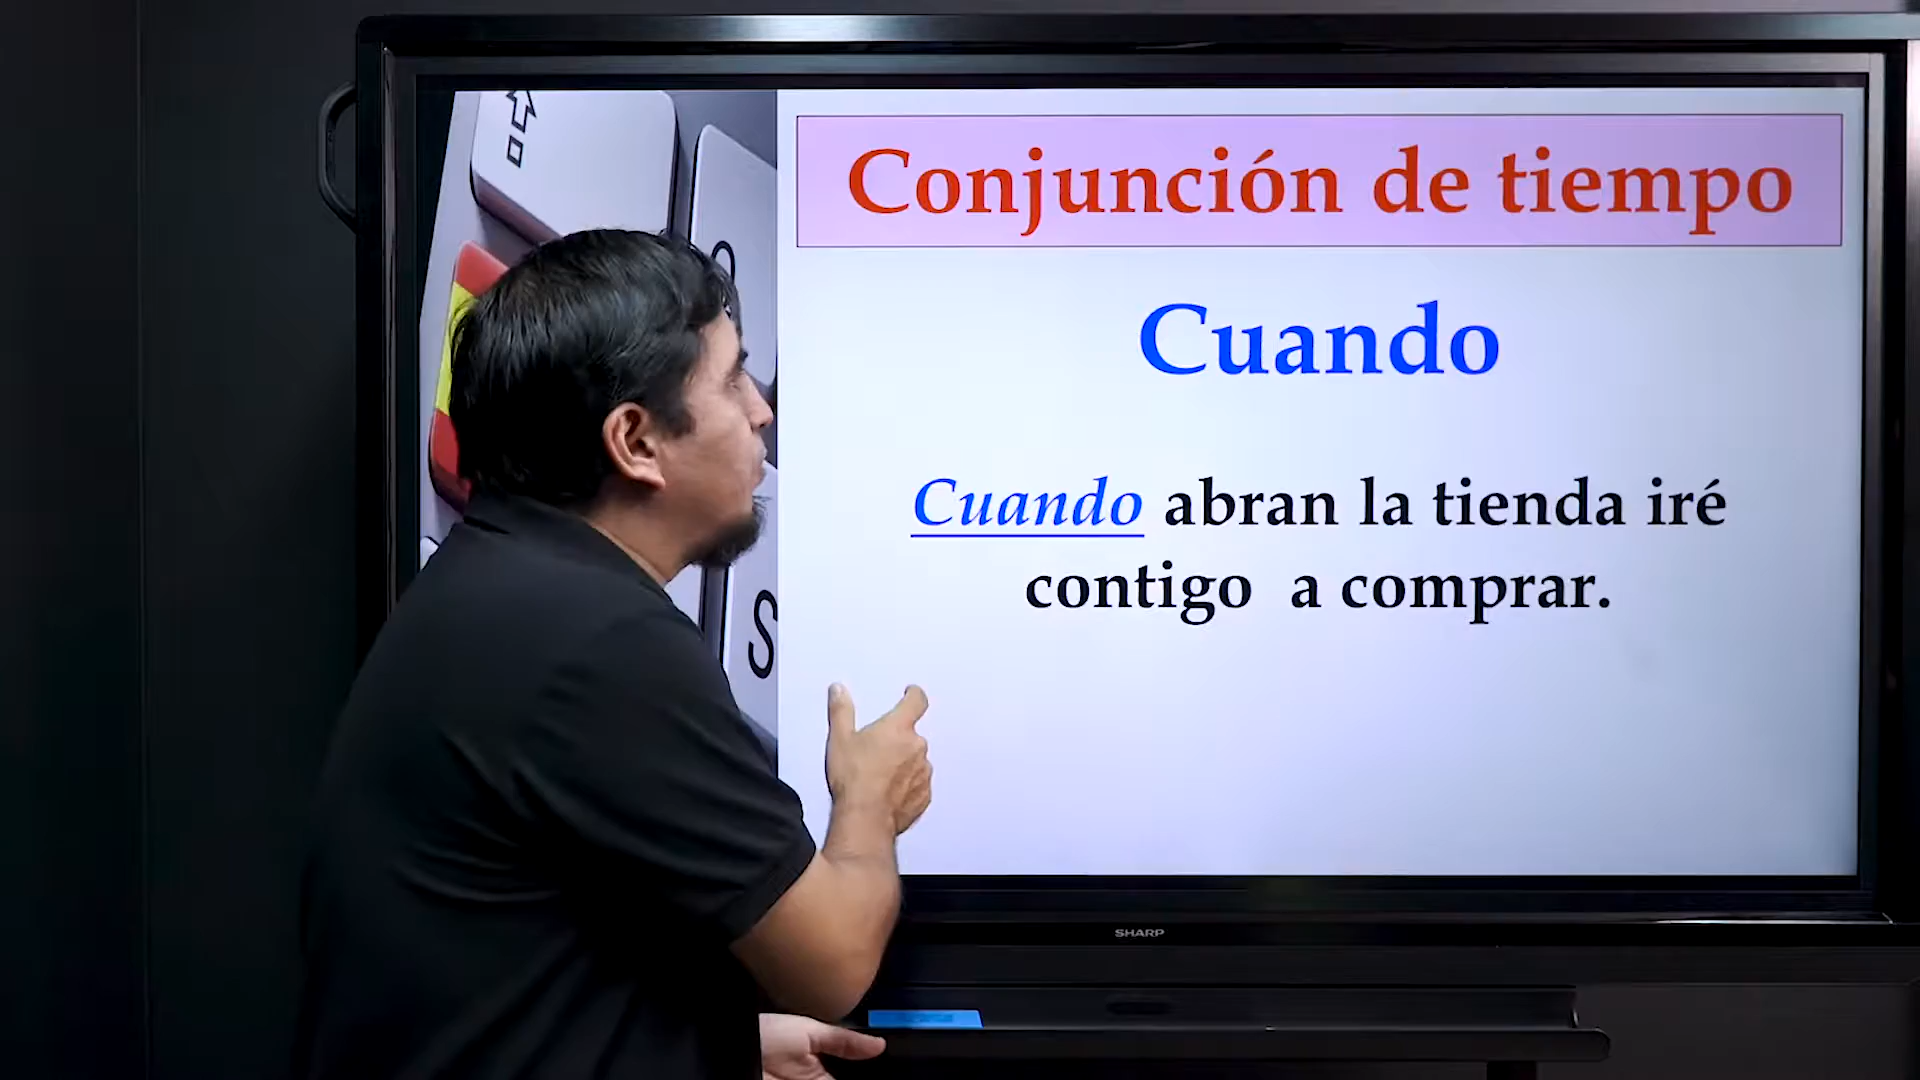 Conjunción de tiempo
Cuando
Cuando abran la tienda iré
contigo a comprar.
S
SHARP